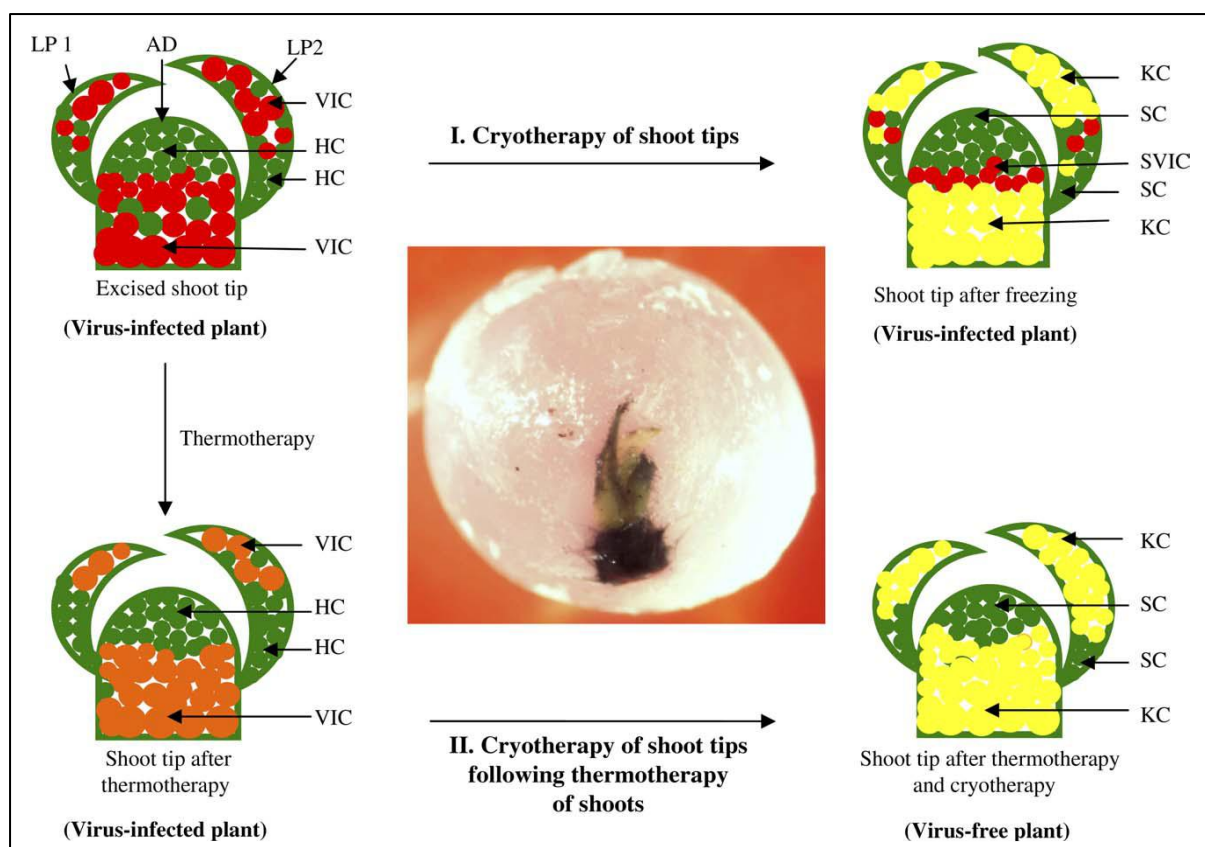 LP 1
AD
LP2
VIC
HC
HC
VIC
Excised shoot tip
(Virus-infected plant)
I. Cryotherapy of shoot tips
KC
SC
SVIC
SC
KC
Shoot tip after freezing
(Virus-infected plant)
Thermotherapy
VIC
HC
HC
VIC
Shoot tip after
thermotherapy
(Virus-infected plant)
II. Cryotherapy of shoot tips
following thermotherapy
of shoots
KC
SC
SC
KC
Shoot tip after thermotherapy
and cryotherapy
(Virus-free plant)